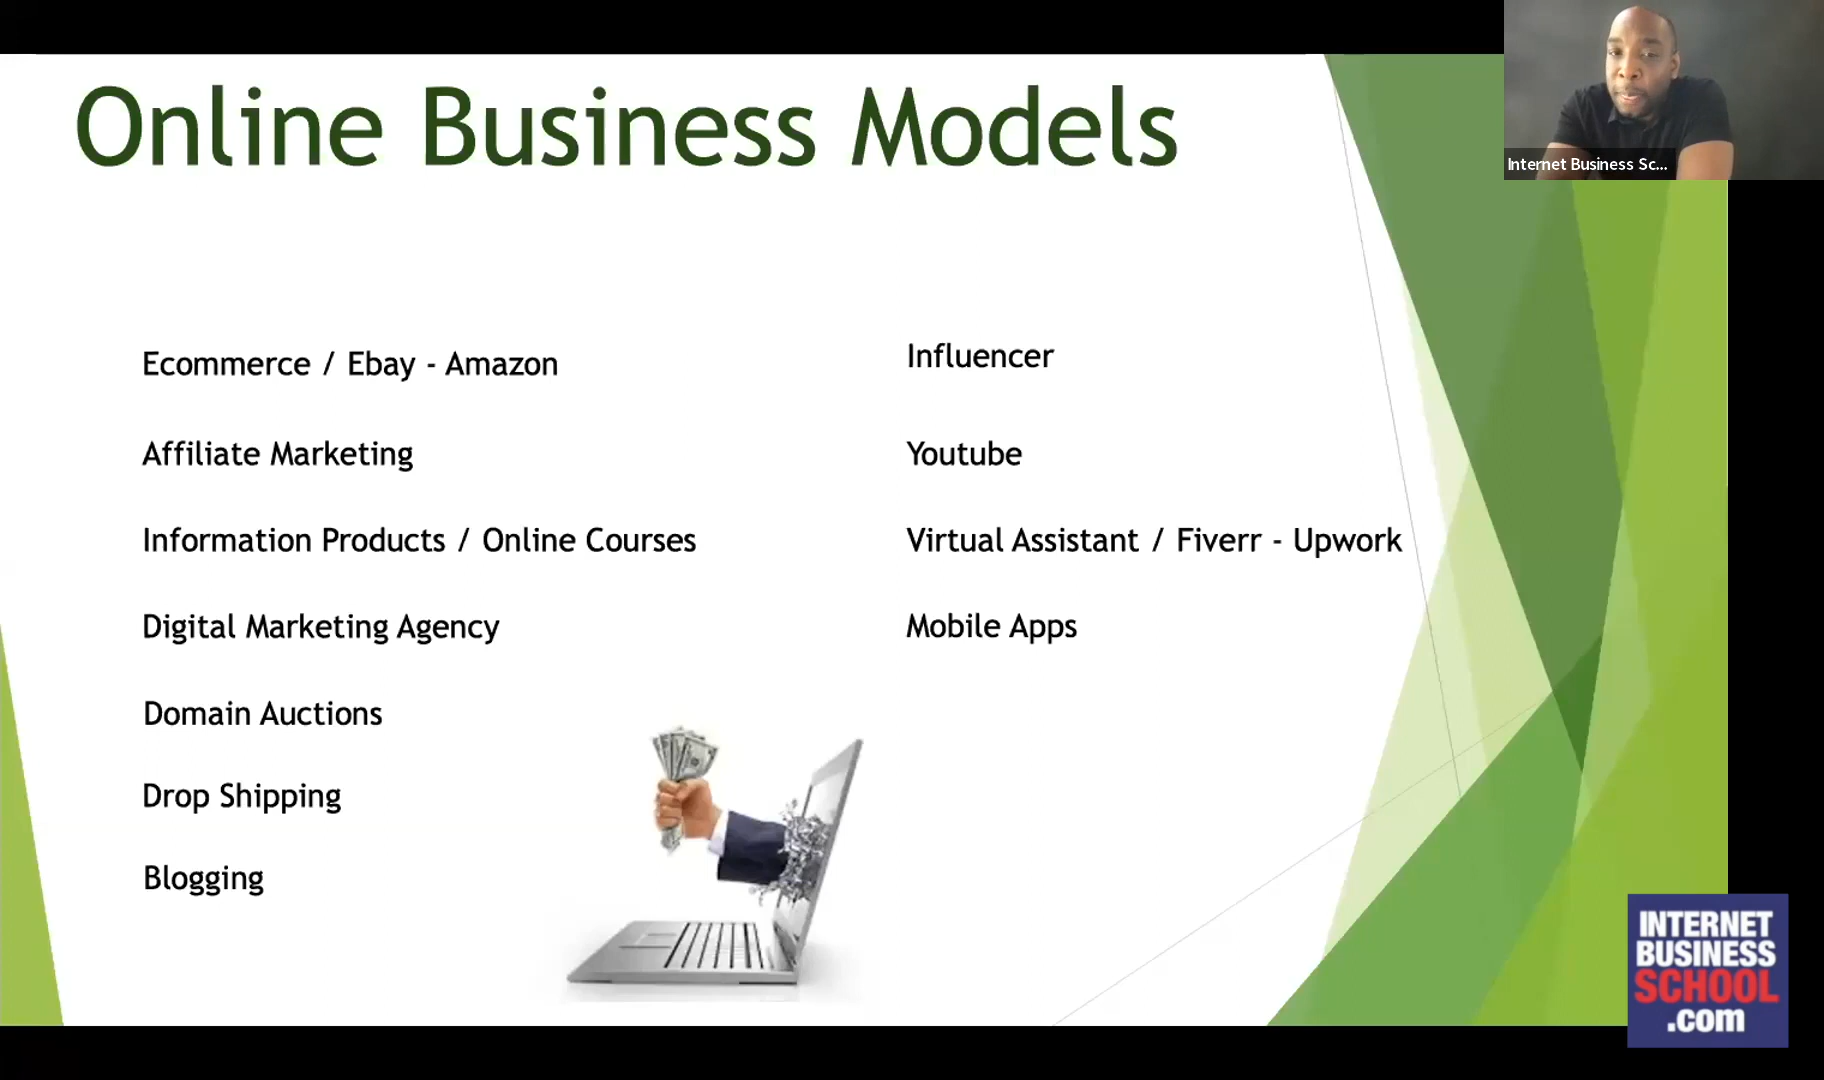 Online Business Models
Internet Business Sc...
Ecommerce / Ebay - Amazon
Affiliate Marketing
Information Products / Online Courses
Digital Marketing Agency
Domain Auctions
Drop Shipping
Blogging
Influencer
Youtube
Virtual Assistant / Fiverr - Upwork
Mobile Apps
INTERNET
BUSINESS
SCHOOL
.com